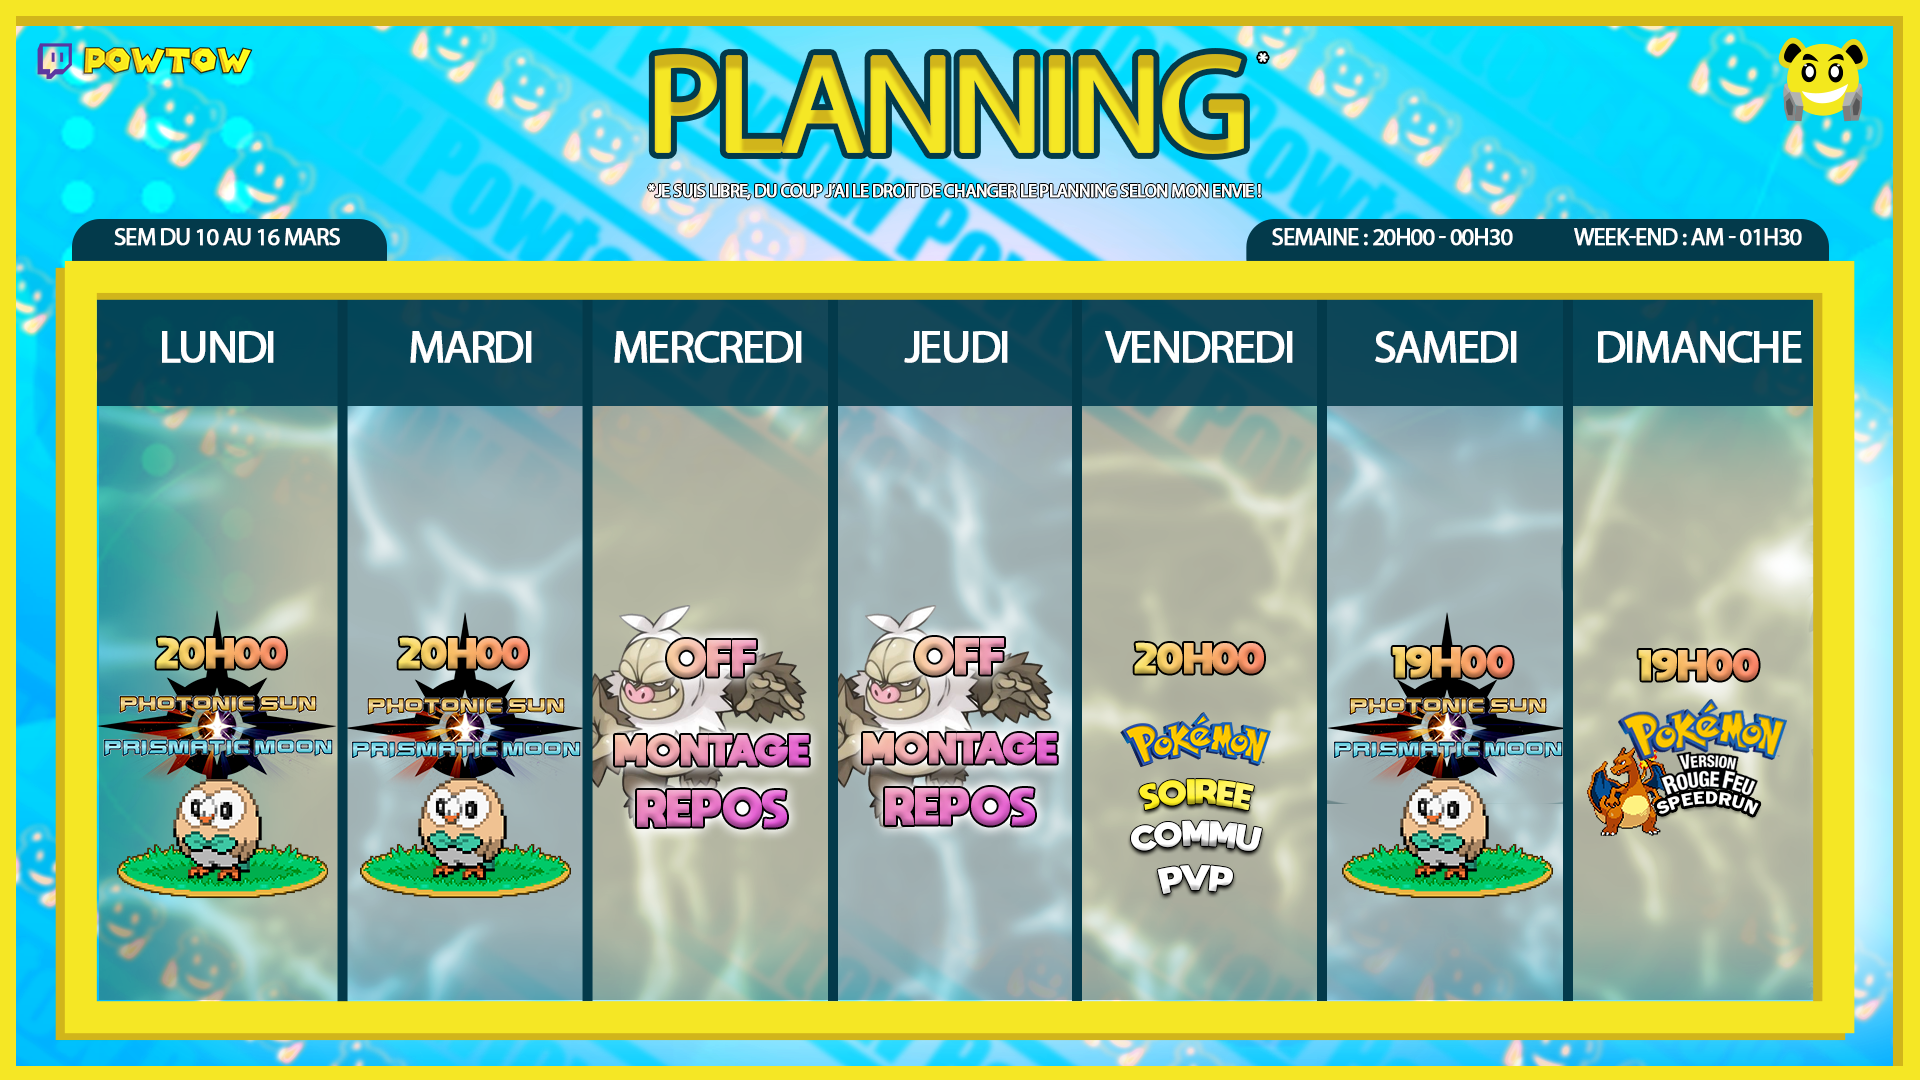 POWTOW
PLANNING*
*JE SUIS LIBRE, DU COUP J'AI LE DROIT DE CHANGER LE PLANNING SELON MON ENVIE !
SEM DU 10 AU 16 MARS
SEMAINE : 20H00 - 00H30
WEEK-END : AM - 01H30
LUNDI
20H00
PHOTONIC SUN
PRISMATIC MOON
MARDI
20H00
PHOTONIC SUN
PRISMATIC MOON
MERCREDI
OFF
MONTAGE
REPOS
JEUDI
OFF
MONTAGE
REPOS
VENDREDI
20H00
POKéMON
SOIREE
COMMU
PVP
SAMEDI
19H00
PHOTONIC SUN
PRISMATIC MOON
DIMANCHE
19H00
POKéMON
VERSION
ROUGE FEU
SPEEDRUN